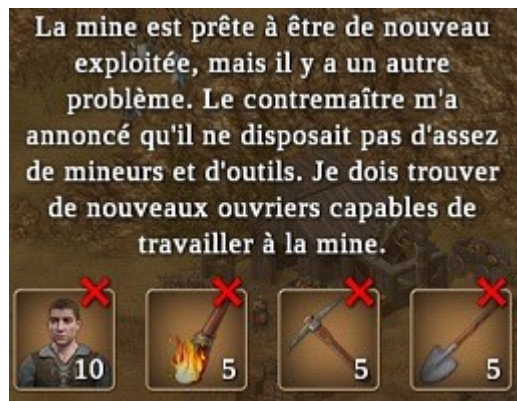 La mine est prête à être de nouveau
exploitée, mais il y a un autre
problème. Le contremaître m'a
annoncé qu'il ne disposait pas d'assez
de mineurs et d'outils. Je dois trouver
de nouveaux ouvriers capables de
travailler à la mine.
10 5 5 5